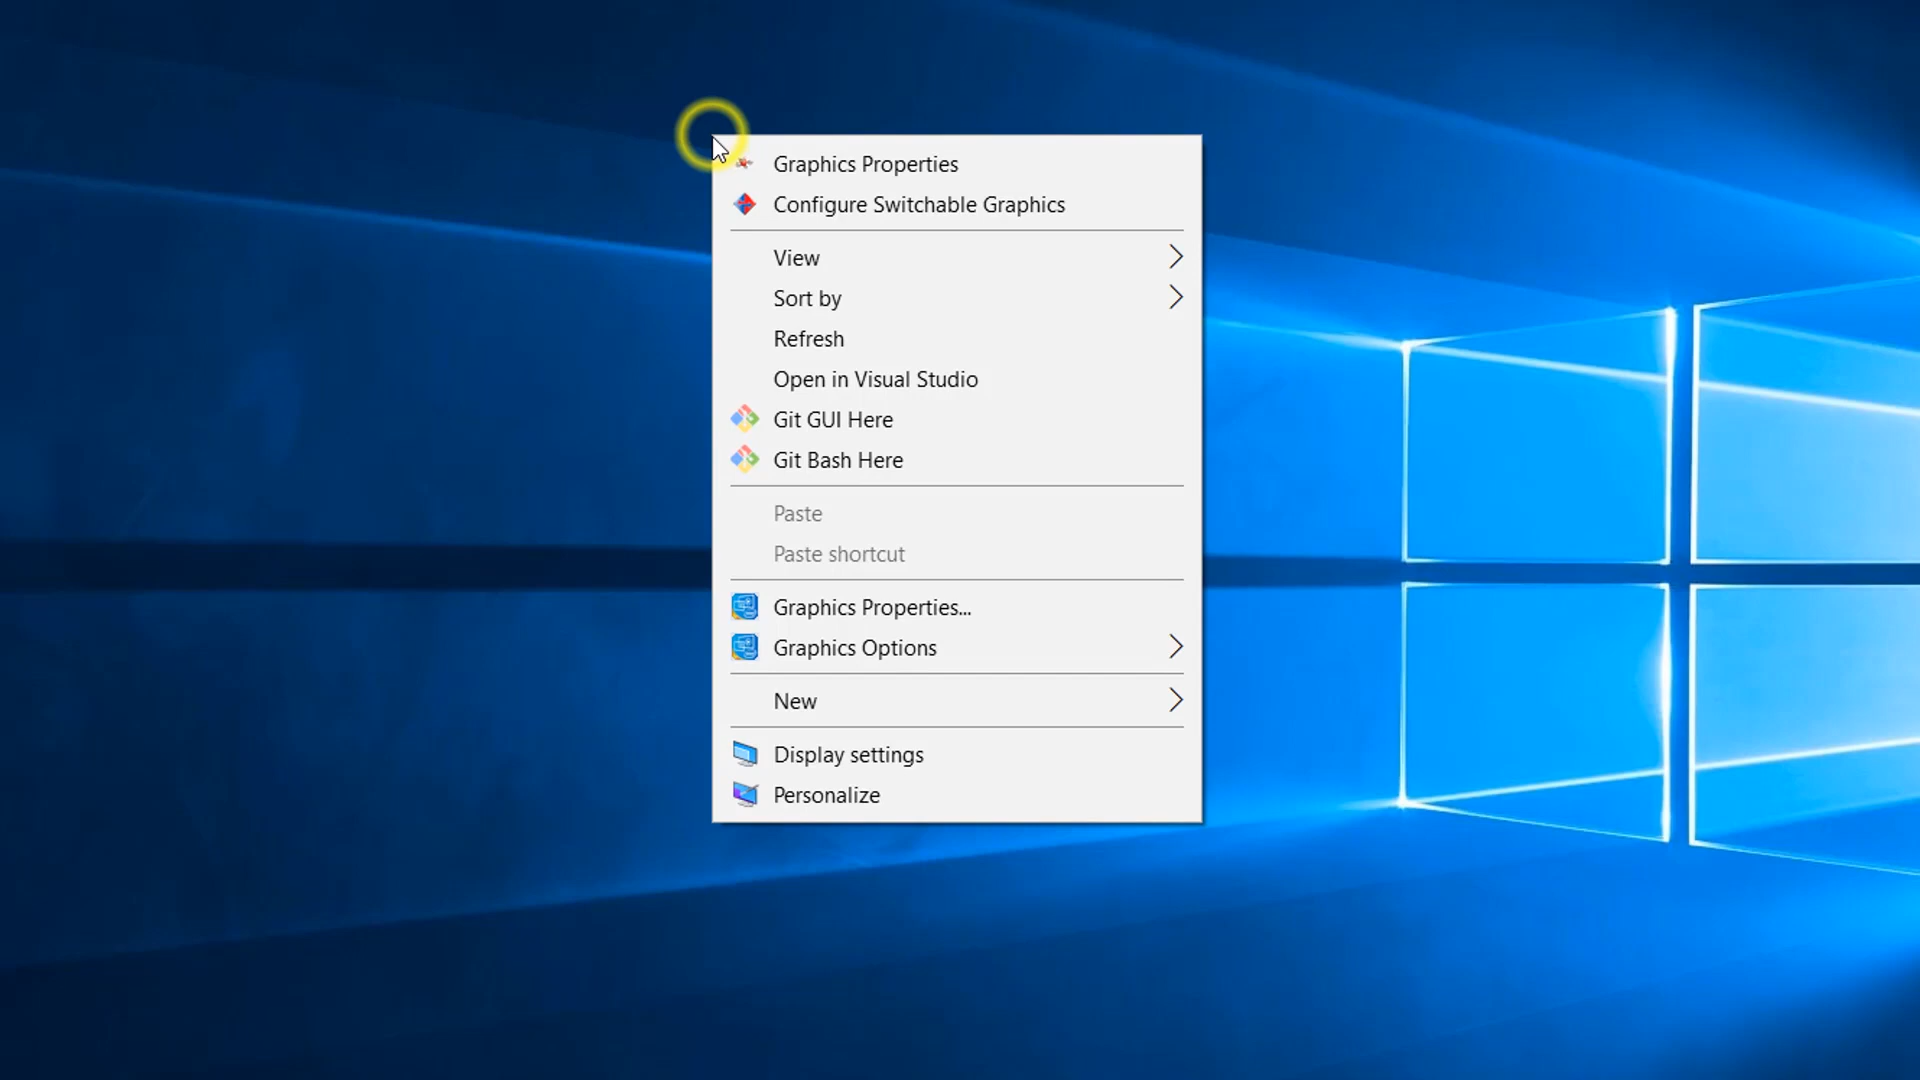 Graphics Properties
Configure Switchable Graphics
View
Sort by
Refresh
Open in Visual Studio
Git GUI Here
Git Bash Here
Paste
Paste shortcut
Graphics Properties...
Graphics Options
New
Display settings
Personalize